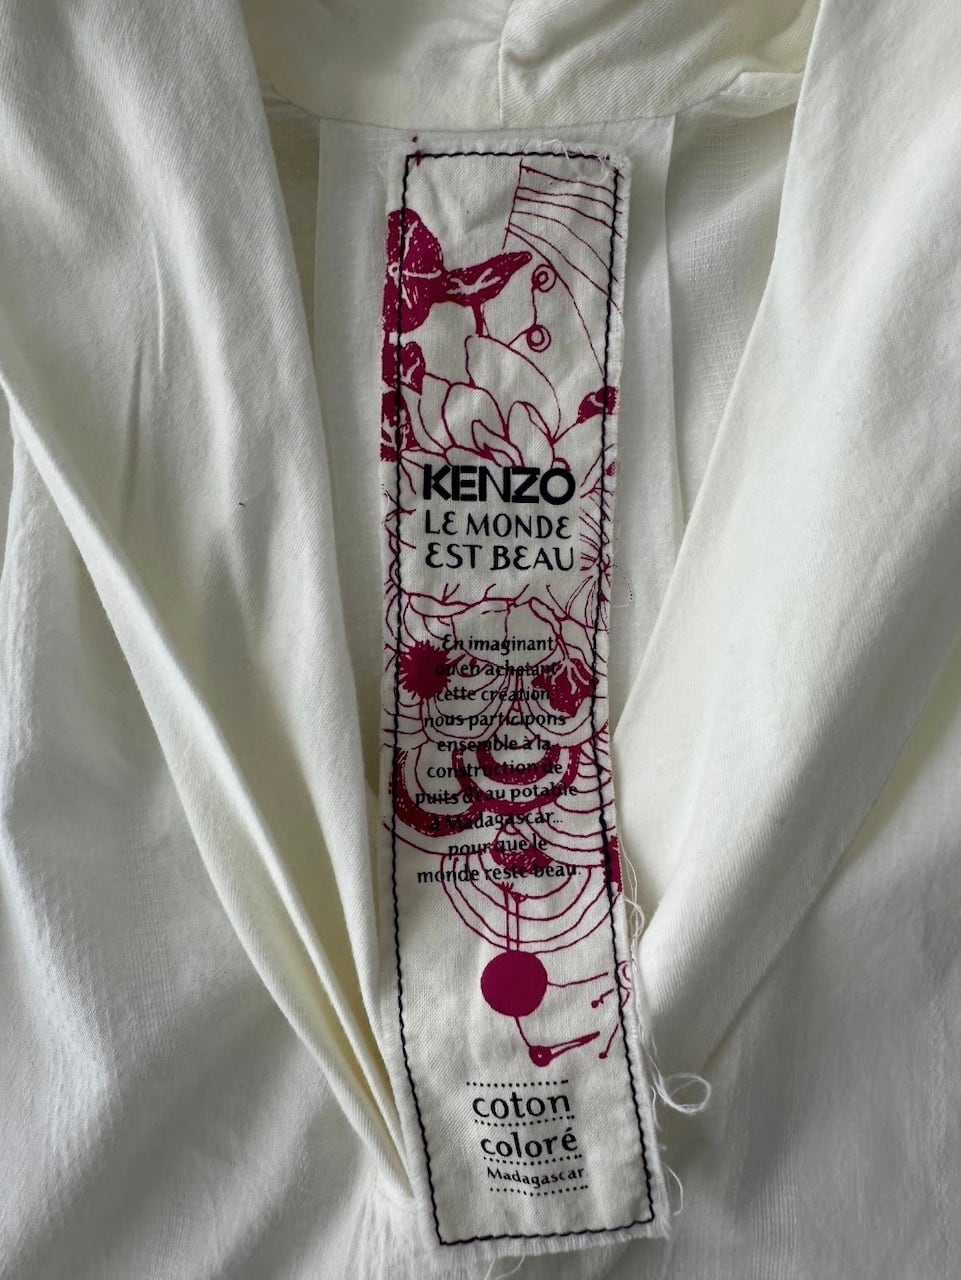 KENZO
LE MONDE
EST BEAU
En imaginant
ou en achetant
cette création
nous participons
ensemble à la
construction de
puits d'eau potable
à Madagascar...
pour que le
monde reste beau.
coton
coloré
Madagascar